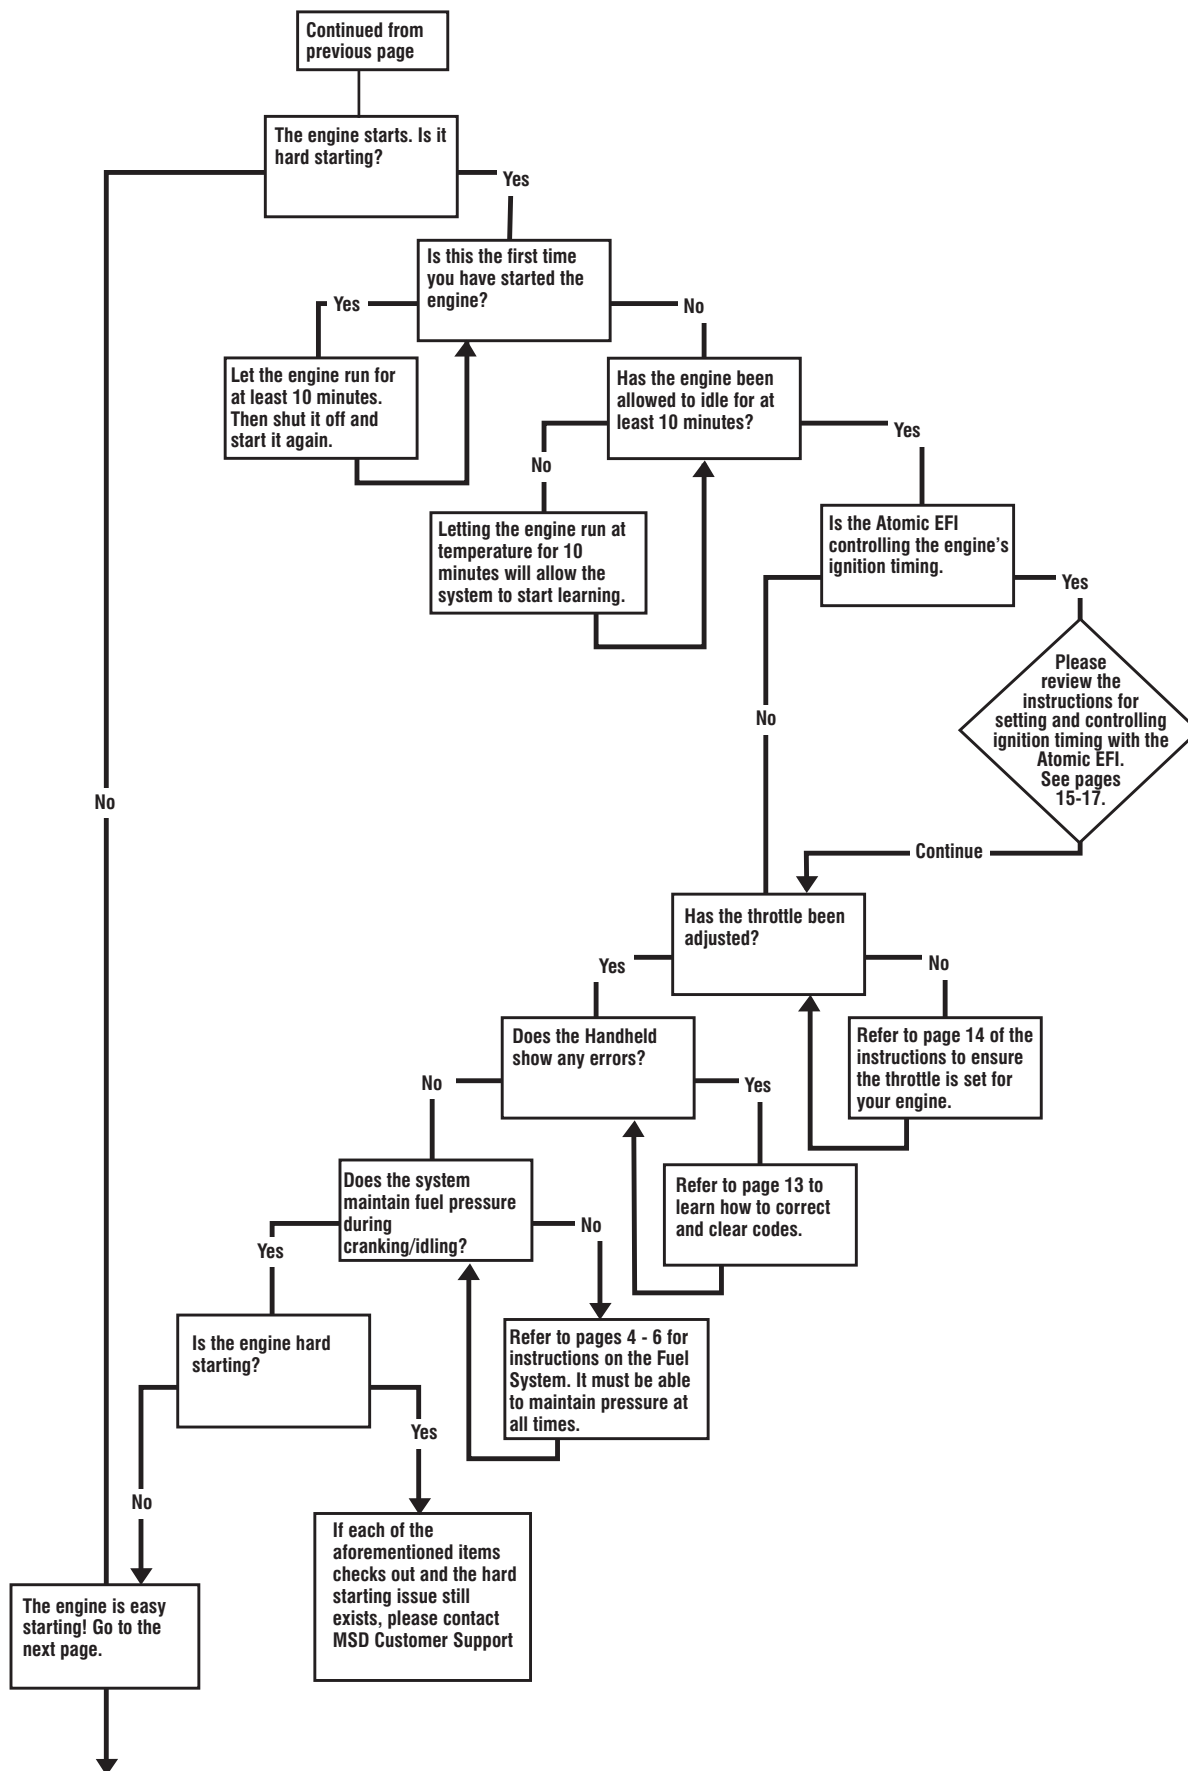 Continued from
previous page
The engine starts. Is it
hard starting?
Yes
Is this the first time
you have started the
engine?
Yes
No
Let the engine run for
at least 10 minutes.
Then shut it off and
start it again.
Has the engine been
allowed to idle for at
least 10 minutes?
Yes
No
Letting the engine run at
temperature for 10
minutes will allow the
system to start learning.
Is the Atomic EFI
controlling the engine's
ignition timing.
Yes
Please
review the
instructions for
setting and controlling
ignition timing with the
Atomic EFI.
See pages
15-17.
No
No
Continue
Has the throttle been
adjusted?
Yes
No
Does the Handheld
show any errors?
Refer to page 14 of the
instructions to ensure
the throttle is set for
your engine.
No
Yes
Does the system
maintain fuel pressure
during
cranking/idling?
Refer to page 13 to
learn how to correct
and clear codes.
Yes
No
Is the engine hard
starting?
Refer to pages 4 - 6 for
instructions on the Fuel
System. It must be able
to maintain pressure at
all times.
Yes
No
If each of the
aforementioned items
checks out and the hard
starting issue still
exists, please contact
MSD Customer Support
The engine is easy
starting! Go to the
next page.